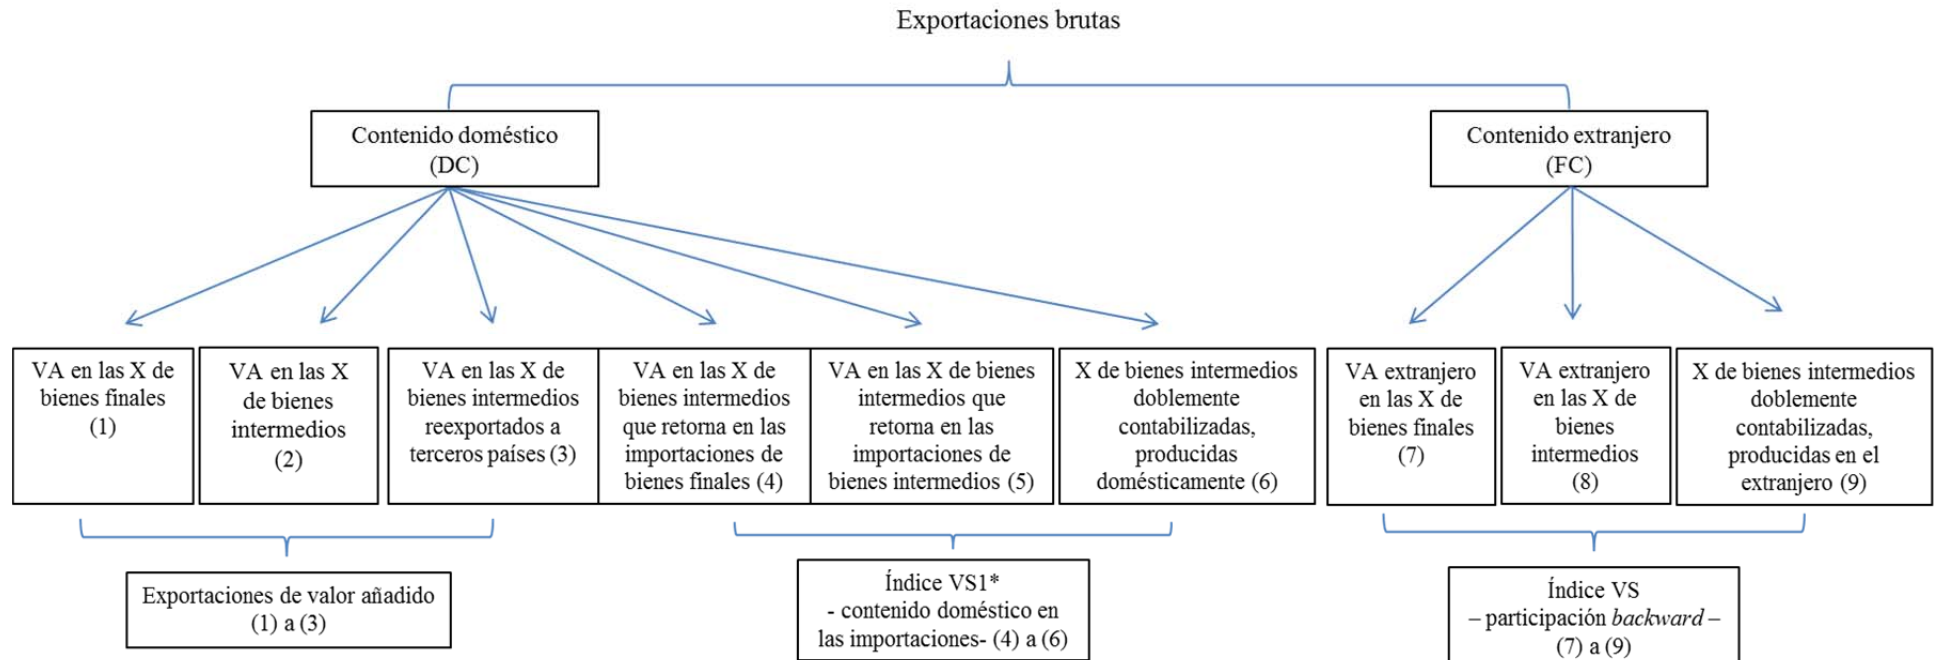 Exportaciones brutas
Contenido doméstico
(DC)
Contenido extranjero
(FC)
VA en las X de
bienes finales
(1)
VA en las X
de bienes
intermedios
(2)
VA en las X de
bienes intermedios
reexportados a
terceros países (3)
VA en las X de
bienes intermedios
que retorna en las
importaciones de
bienes finales (4)
VA en las X de bienes
intermedios que
retorna en las
importaciones de
bienes intermedios (5)
X de bienes intermedios
doblemente
contabilizadas,
producidas
domésticamente (6)
VA extranjero
en las X de
bienes finales
(7)
VA extranjero
en las X de
bienes
intermedios
(8)
X de bienes intermedios
doblemente
contabilizadas,
producidas en el
extranjero (9)
Exportaciones de valor añadido
(1) a (3)
Índice VS1*
- contenido doméstico en
las importaciones- (4) a (6)
Índice VS
– participación backward –
(7) a (9)